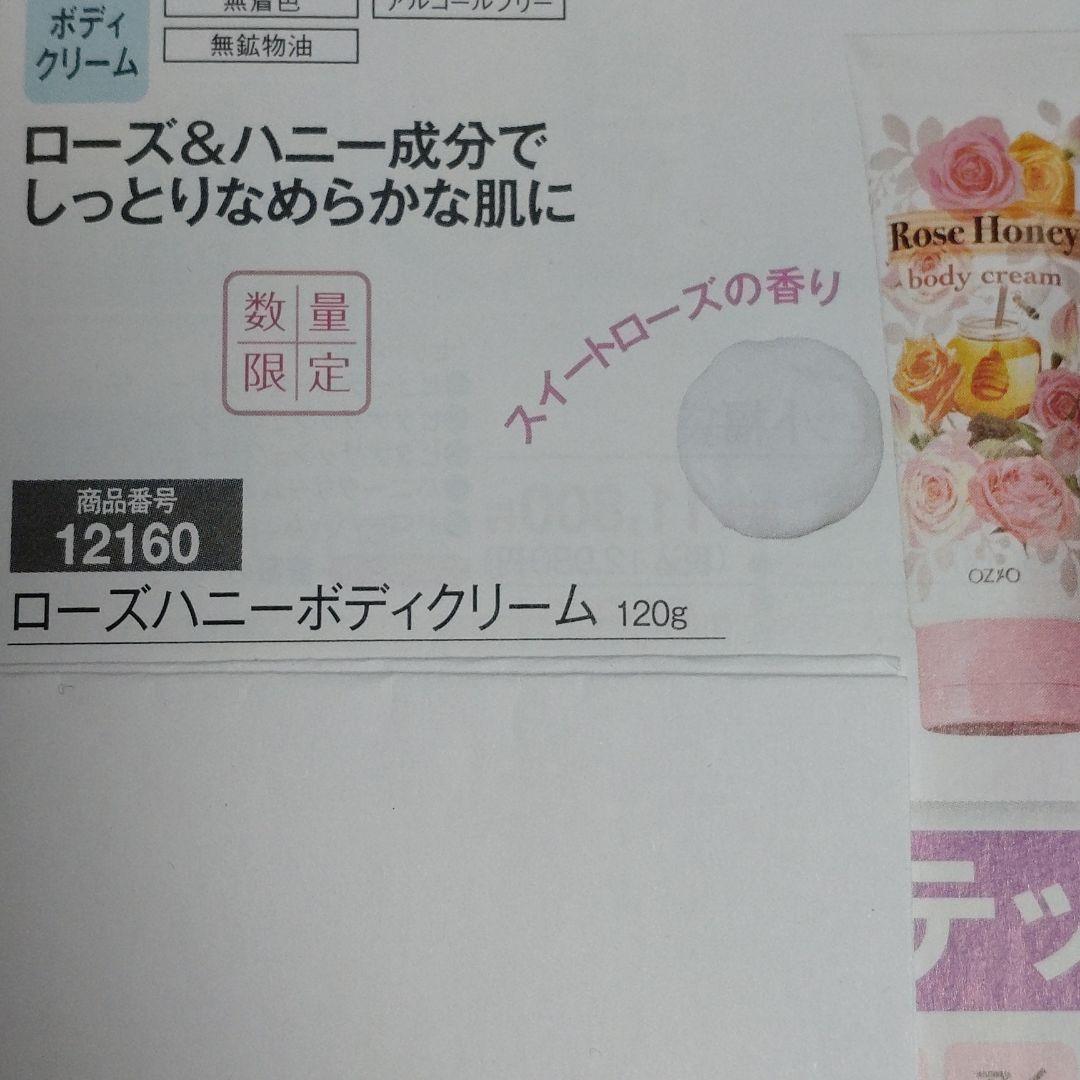 ボディ
クリーム
無着色
アルコールフリー
無鉱物油
ローズ&ハニー成分で
しっとりなめらかな肌に
数量
限定
スイートローズの香り
Rose Honey
body cream
OZIO
商品番号
12160
ローズハニーボディクリーム 120g
テッ